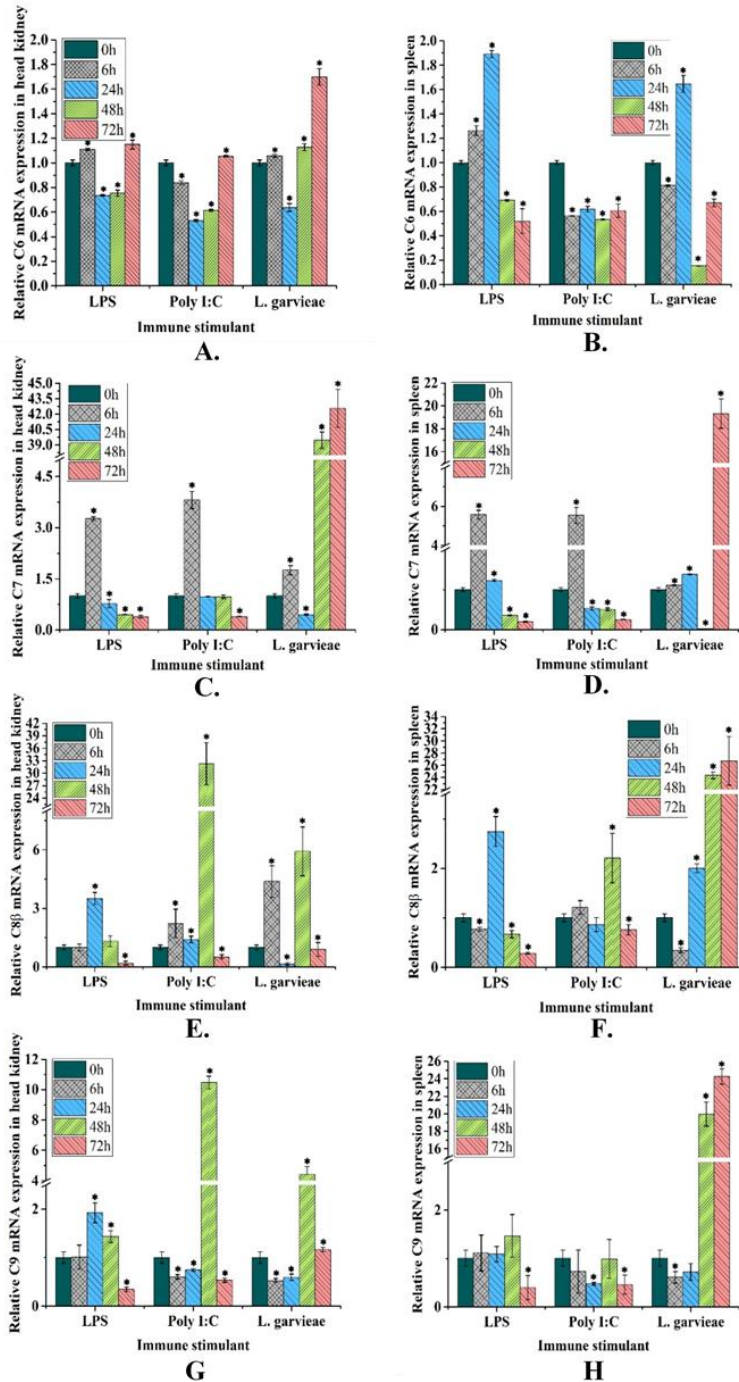 Relative C6 mRNA expression in head kidney
2.0
1.8
1.6
1.4
1.2
1.0
0.8
0.6
0.4
0.2
0.0
0h
6h
24h
48h
72h
LPS Poly I:C L. garvieae
Immune stimulant
A.
Relative C6 mRNA expression in spleen
2.0
1.8
1.6
1.4
1.2
1.0
0.8
0.6
0.4
0.2
0.0
0h
6h
24h
48h
72h
LPS Poly I:C L. garvieae
Immune stimulant
B.
Relative C7 mRNA expression in head kidney
45.0
42.0
39.0
4.5
3.0
1.5
0.0
0h
6h
24h
48h
72h
LPS Poly I:C L. garvieae
Immune stimulant
C.
Relative C7 mRNA expression in spleen
22
20
18
16
6
4
0
0h
6h
24h
48h
72h
LPS Poly I:C L. garvieae
Immune stimulant
D.
Relative C8β mRNA expression in head kidney
42
39
36
33
30
27
24
6
3
0
0h
6h
24h
48h
72h
LPS Poly I:C L. garvieae
Immune stimulant
E.
Relative C8β mRNA expression in spleen
34
32
30
28
26
24
22
2
0
0h
6h
24h
48h
72h
LPS Poly I:C L. garvieae
Immune stimulant
F.
Relative C9 mRNA expression in head kidney
12
10
8
6
4
2
0
0h
6h
24h
48h
72h
LPS Poly I:C L. garvieae
Immune stimulant
G
Relative C9 mRNA expression in spleen
26
24
22
20
18
16
2
0
0h
6h
24h
48h
72h
LPS Poly I:C L. garvieae
Immune stimulant
H